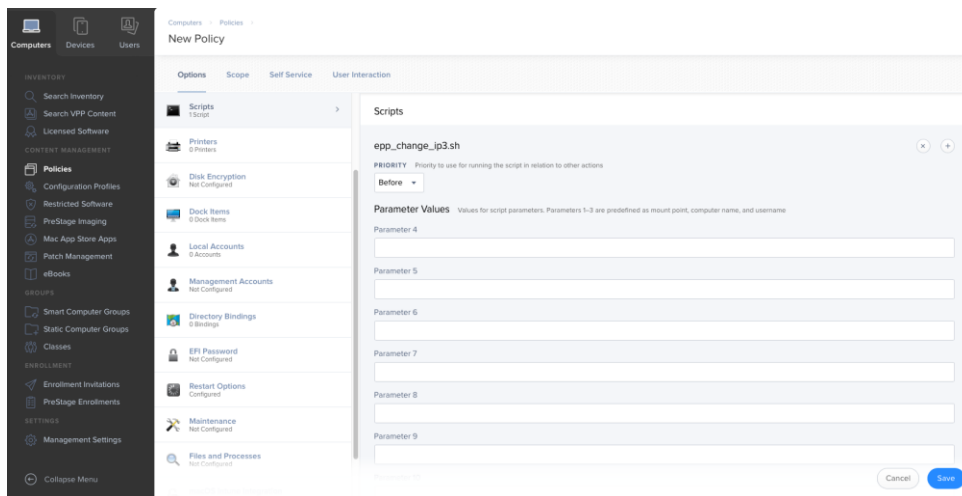 Computers
Devices
Users
INVENTORY
Search Inventory
Search VPP Content
Licensed Software
CONTENT MANAGEMENT
Policies
Configuration Profiles
Restricted Software
PreStage Imaging
Mac App Store Apps
Patch Management
eBooks
GROUPS
Smart Computer Groups
Static Computer Groups
Classes
ENROLLMENT
Enrollment Invitations
PreStage Enrollments
SETTINGS
Management Settings
Collapse Menu
Computers > Policies >
New Policy
Options Scope Self Service User Interaction
Scripts
1 Script
Printers
0 Printers
Disk Encryption
Not Configured
Dock Items
0 Dock Items
Local Accounts
0 Accounts
Management Accounts
Not Configured
Directory Bindings
0 Bindings
EFI Password
Not Configured
Restart Options
Configured
Maintenance
Not Configured
Files and Processes
Not Configured
Scripts
epp_change_ip3.sh
PRIORITY Priority to use for running the script in relation to other actions
Before
Parameter Values Values for script parameters. Parameters 1–3 are predefined as mount point, computer name, and username
Parameter 4
Parameter 5
Parameter 6
Parameter 7
Parameter 8
Parameter 9
Cancel
Save